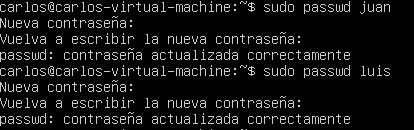 carlos@carlos-virtual-machine:~$ sudo passwd juan
Nueva contraseña:
Vuelva a escribir la nueva contraseña:
passwd: contraseña actualizada correctamente
carlos@carlos-virtual-machine:~$ sudo passwd luis
Nueva contraseña:
Vuelva a escribir la nueva contraseña:
passwd: contraseña actualizada correctamente